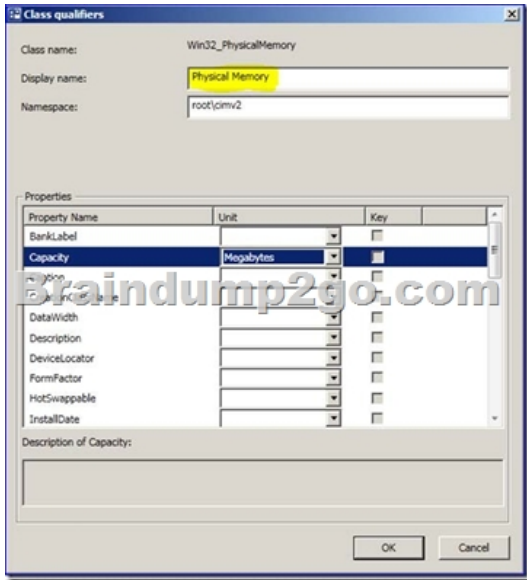 Class qualifiers
Class name: Win32_PhysicalMemory
Display name: Physical Memory
Namespace: root\cimv2
Properties
Property Name Unit Key
BankLabel
Capacity Megabytes
Braindump2go.com
DataWidth
Description
DeviceLocator
FormFactor
HotSwappable
InstallDate
Description of Capacity:
OK Cancel